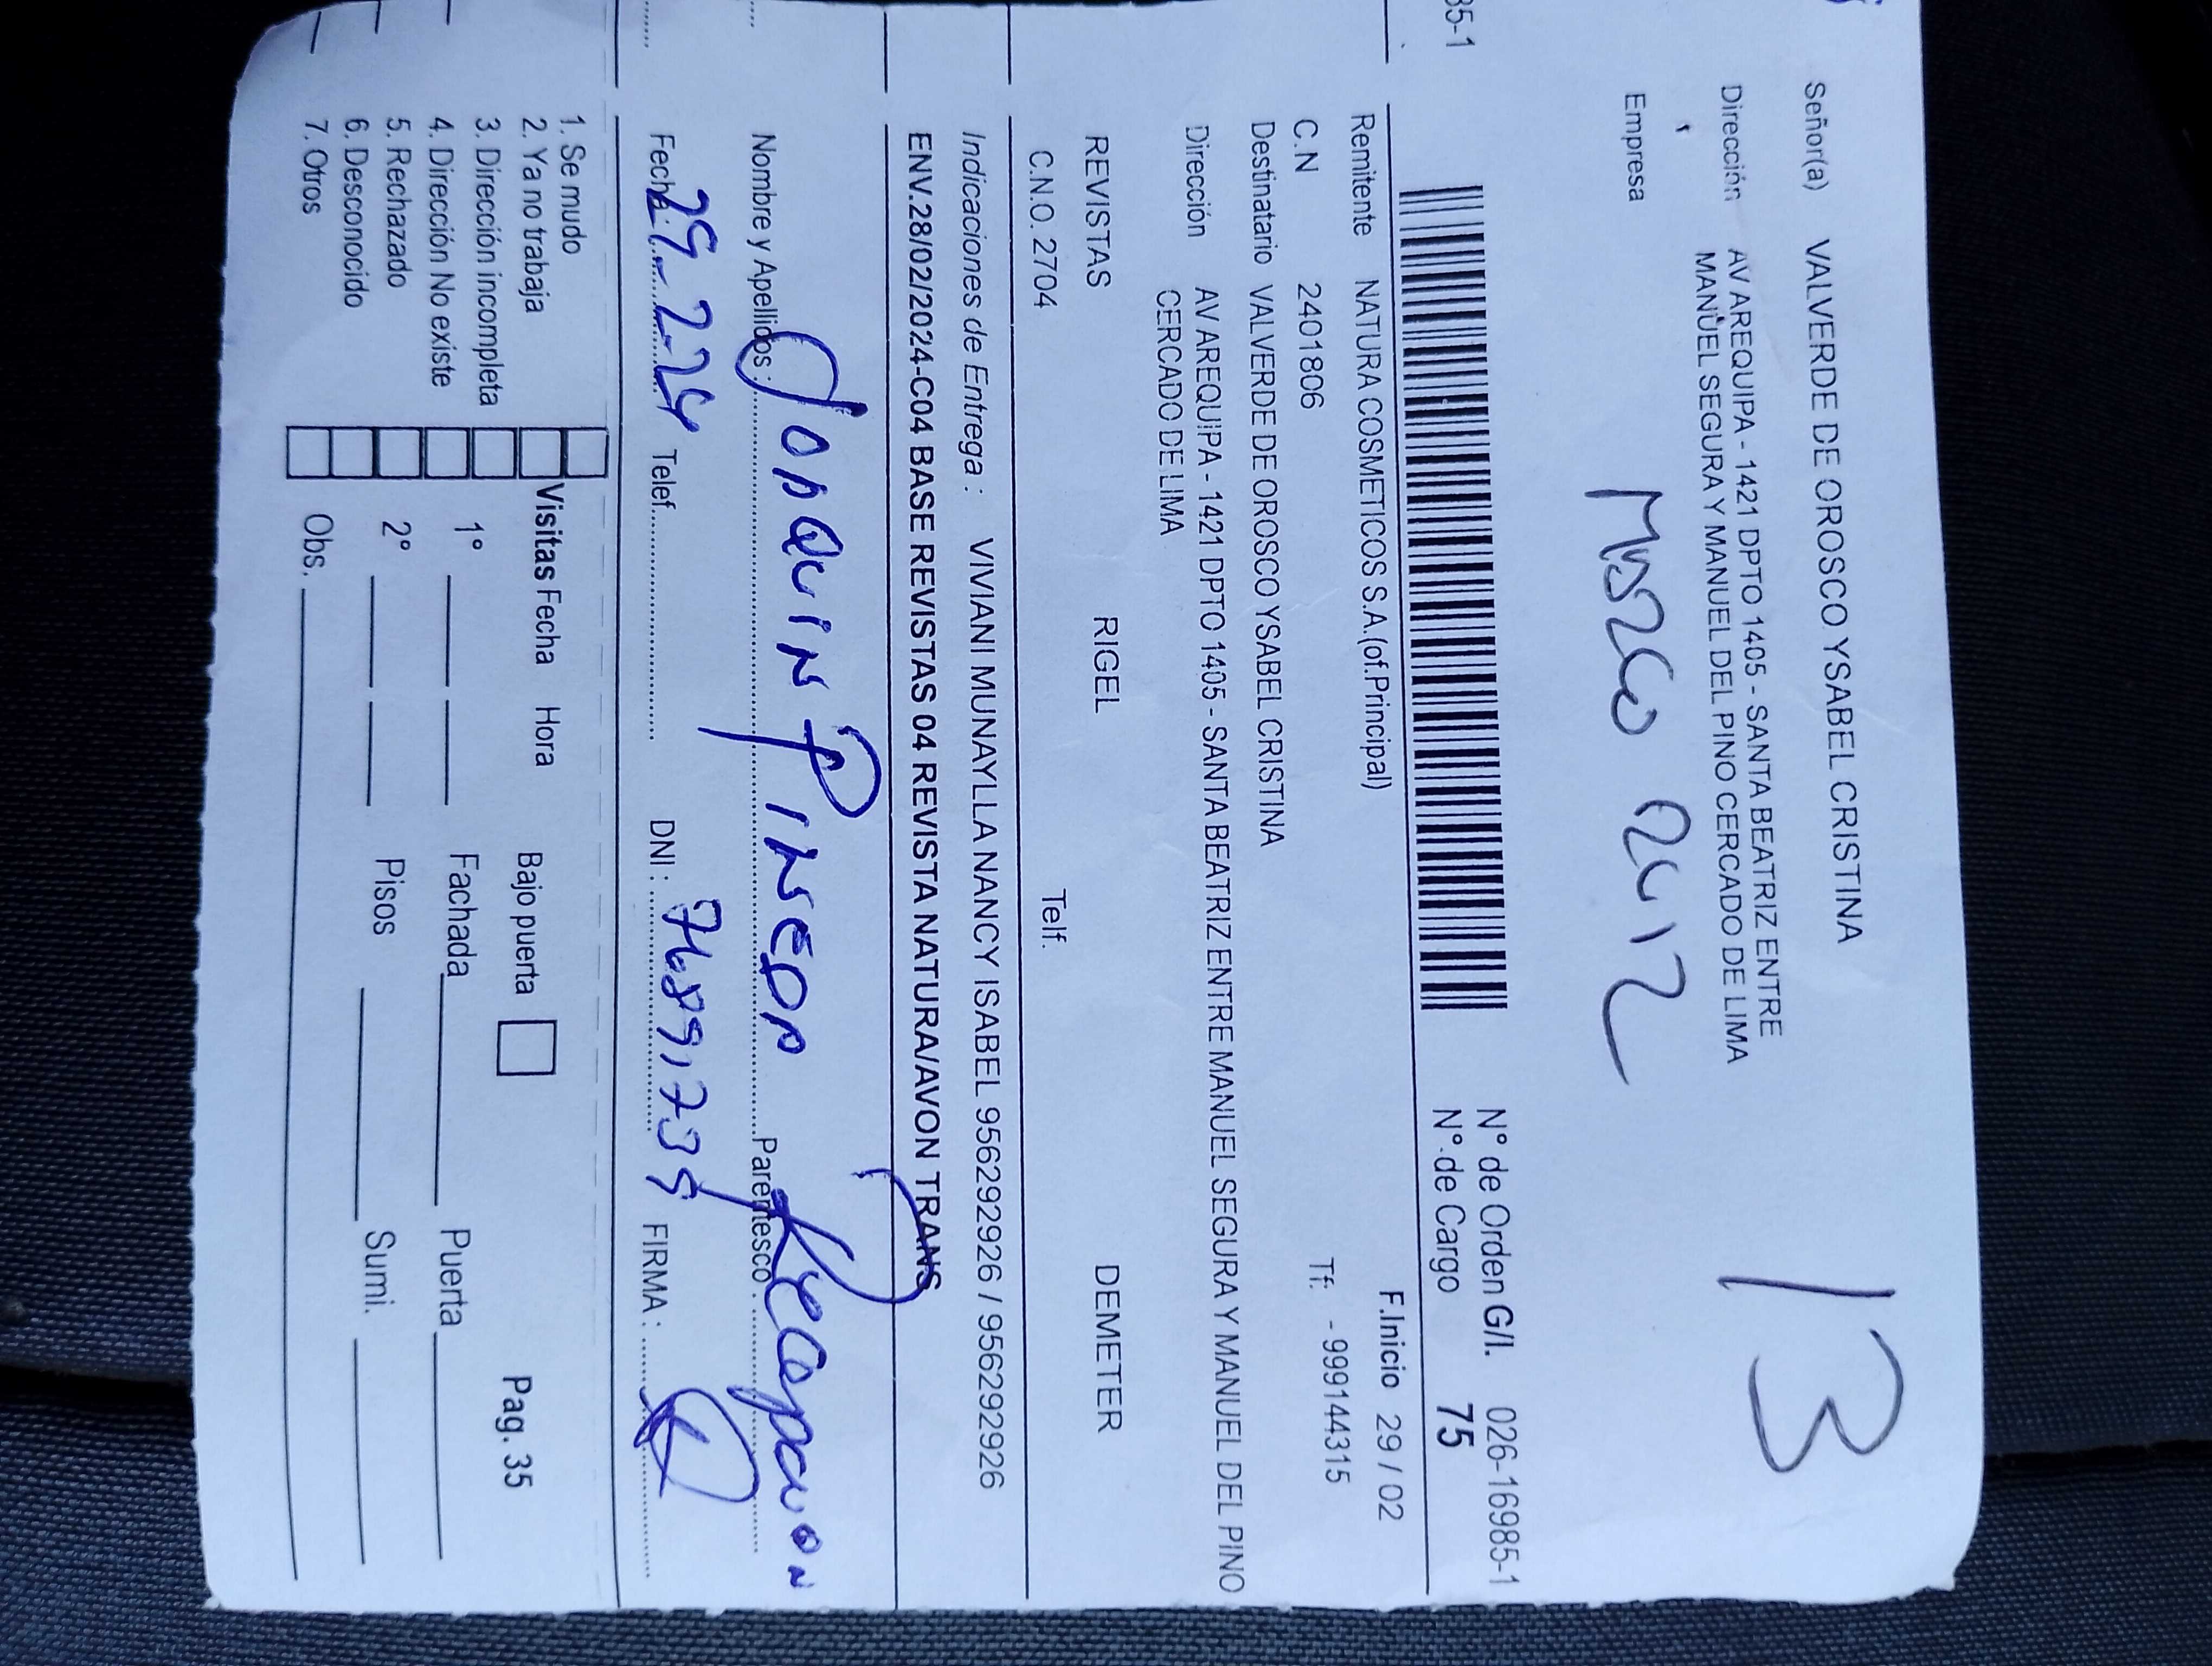 Señor(a) VALVERDE DE OROSCO YSABEL CRISTINA
Dirección AV AREQUIPA - 1421 DPTO 1405 - SANTA BEATRIZ ENTRE
MANUEL SEGURA Y MANUEL DEL PINO CERCADO DE LIMA
13
Empresa
N° de Orden G/I. 026-16985-1
N° de Cargo 75
35-1
F.Inicio 29 / 02
Remitente NATURA COSMETICOS S.A.(of.Principal)
C.N 2401806 Tf: - 999144315
Destinatario VALVERDE DE OROSCO YSABEL CRISTINA
Dirección AV AREQUIPA - 1421 DPTO 1405 - SANTA BEATRIZ ENTRE MANUEL SEGURA Y MANUEL DEL PINO
CERCADO DE LIMA
REVISTAS RIGEL DEMETER
C.N.O. 2704 Telf.
Indicaciones de Entrega : VIVIANI MUNAYLLA NANCY ISABEL 956292926 / 956292926
ENV.28/02/2024-C04 BASE REVISTAS 04 REVISTA NATURA/AVON TRANS
Nombre y Apellidos : Joaquin Pineda Parentesco : Recepcion
Fecha : 29-2-24 Telef. DNI : FIRMA :
1. Se mudo
2. Ya no trabaja
3. Dirección incompleta
4. Dirección No existe
5. Rechazado
6. Desconocido
7. Otros
Visitas Fecha Hora Bajo puerta Pag. 35
1° Fachada Puerta
2° Pisos Sumi.
Obs.